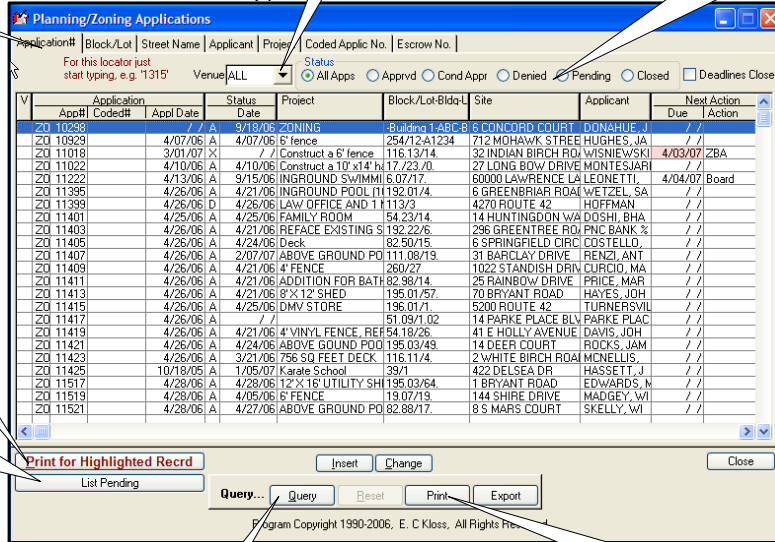 Planning/Zoning Applications
Application# Block/Lot Street Name Applicant Project Coded Applic No. Escrow No.
For this locator just
start typing, e.g. '1315' Venue ALL Status All Apps Apprvd Cond Appr Denied Pending Closed Deadlines Close
V Application Status Project Block/Lot-Bldq-U Site Applicant Next Action
App# Coded# Appl Date Date Due Action
ZO 10298 / / A 9/18/06 ZONING -Building 1-ABC-B 6 CONCORD COURT DONAHUE, J / /
ZO 10929 4/07/06 A 4/07/06 6' fence 254/12-A1234 712 MOHAWK STREE HUGHES, JA / /
ZO 11018 3/01/07 X / / Construct a 6' fence 116.13/14. 32 INDIAN BIRCH RO WISNIEWSKI 4/03/07 ZBA
ZO 11022 4/10/06 A 4/10/06 Construct a 10' x14' ha 17./23./0. 27 LONG BOW DRIVE MONTESJARI / /
ZO 11222 4/13/06 A 9/15/06 INGROUND SWIMMI 6.07/17. 60000 LAWRENCE LA LEONETTI, 4/04/07 Board
ZO 11395 4/26/06 A 4/21/06 INGROUND POOL (1 192.01/4. 6 GREENBRIAR ROAD WETZEL, SA / /
ZO 11399 4/26/06 D 4/26/06 LAW OFFICE AND 1 113/3 4270 ROUTE 42 HOFFMAN / /
ZO 11401 4/25/06 A 4/25/06 FAMILY ROOM 54.23/14. 14 HUNTINGDON WA DOSHI, BHA / /
ZO 11403 4/26/06 A 4/21/06 REFACE EXISTING S 192.22/6. 296 GREENTREE RO PNC BANK % / /
ZO 11405 4/26/06 A 4/24/06 Deck 82.50/15. 6 SPRINGFIELD CIRC COSTELLO, / /
ZO 11407 4/26/06 A 2/07/07 ABOVE GROUND PO 111.08/19. 31 BARCLAY DRIVE RENZI, ANT / /
ZO 11409 4/26/06 A 4/21/06 4' FENCE 260/27 1022 STANDISH DRIV CURCIO, MA / /
ZO 11411 4/26/06 A 4/21/06 ADDITION FOR BATH 82.98/14. 25 RAINBOW DRIVE PRICE, MAR / /
ZO 11413 4/26/06 A 4/21/06 8' X 12' SHED 195.01/57. 70 BRYANT ROAD HAYES, JOH / /
ZO 11415 4/26/06 A 4/25/06 DMV STORE 196.01/1. 5200 ROUTE 42 TURNERSVIL / /
ZO 11417 4/26/06 A / / 51.09/1.02 14 PARKE PLACE BLV PARKE PLAC / /
ZO 11419 4/26/06 A 4/21/06 4' VINYL FENCE, REF 54.18/26. 41 E HOLLY AVENUE DAVIS, JOH / /
ZO 11421 4/26/06 A 4/24/06 ABOVE GOUND POO 195.03/49. 14 DEER COURT ROCKS, JAM / /
ZO 11423 4/26/06 A 3/21/06 756 SQ FEET DECK 116.11/4. 2 WHITE BIRCH ROA MCNELLIS, / /
ZO 11425 10/18/05 A 1/05/07 Karate School 39/1 422 DELSEA DR HASSETT, J / /
ZO 11517 4/28/06 A 4/28/06 12' X 16' UTILITY SH 195.03/64. 1 BRYANT ROAD EDWARDS, M / /
ZO 11519 4/28/06 A 4/05/06 6' FENCE 19.07/19. 144 SHIRE DRIVE MADGEY, WI / /
ZO 11521 4/28/06 A 4/27/06 ABOVE GROUND PO 82.88/17. 8 S MARS COURT SKELLY, WI / /
Print for Highlighted Recrd Insert Change Close
List Pending
Query... Query Reset Print Export
Program Copyright 1990-2006, E. C Kloss, All Rights